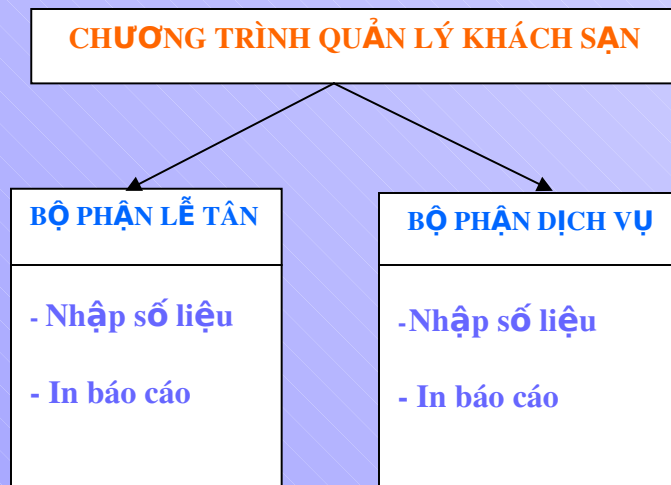 CHƯƠNG TRÌNH QUẢN LÝ KHÁCH SẠN
BỘ PHẬN LỄ TÂN
- Nhập số liệu
- In báo cáo
BỘ PHẬN DỊCH VỤ
-Nhập số liệu
- In báo cáo